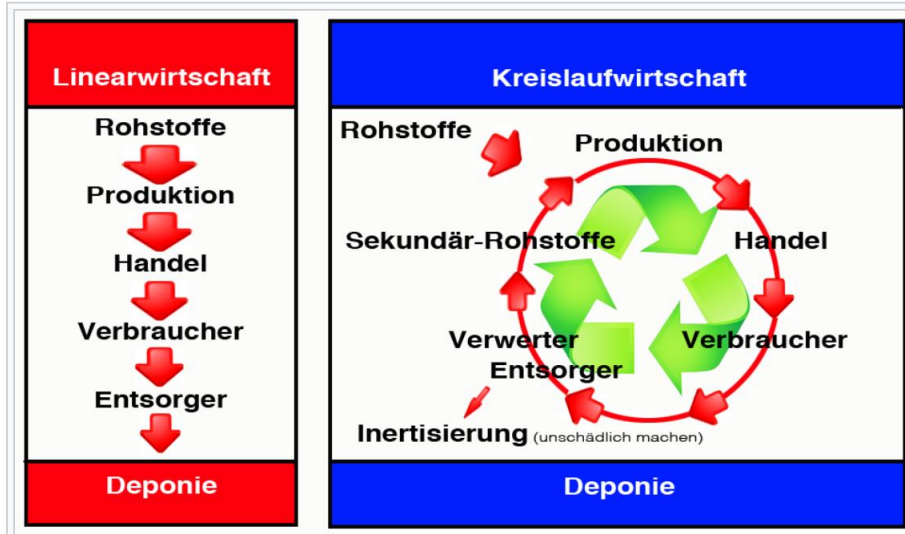 Linearwirtschaft
Rohstoffe
Produktion
Handel
Verbraucher
Entsorger
Deponie
Kreislaufwirtschaft
Rohstoffe
Produktion
Sekundär-Rohstoffe
Handel
Verwerter
Verbraucher
Entsorger
Inertisierung (unschädlich machen)
Deponie